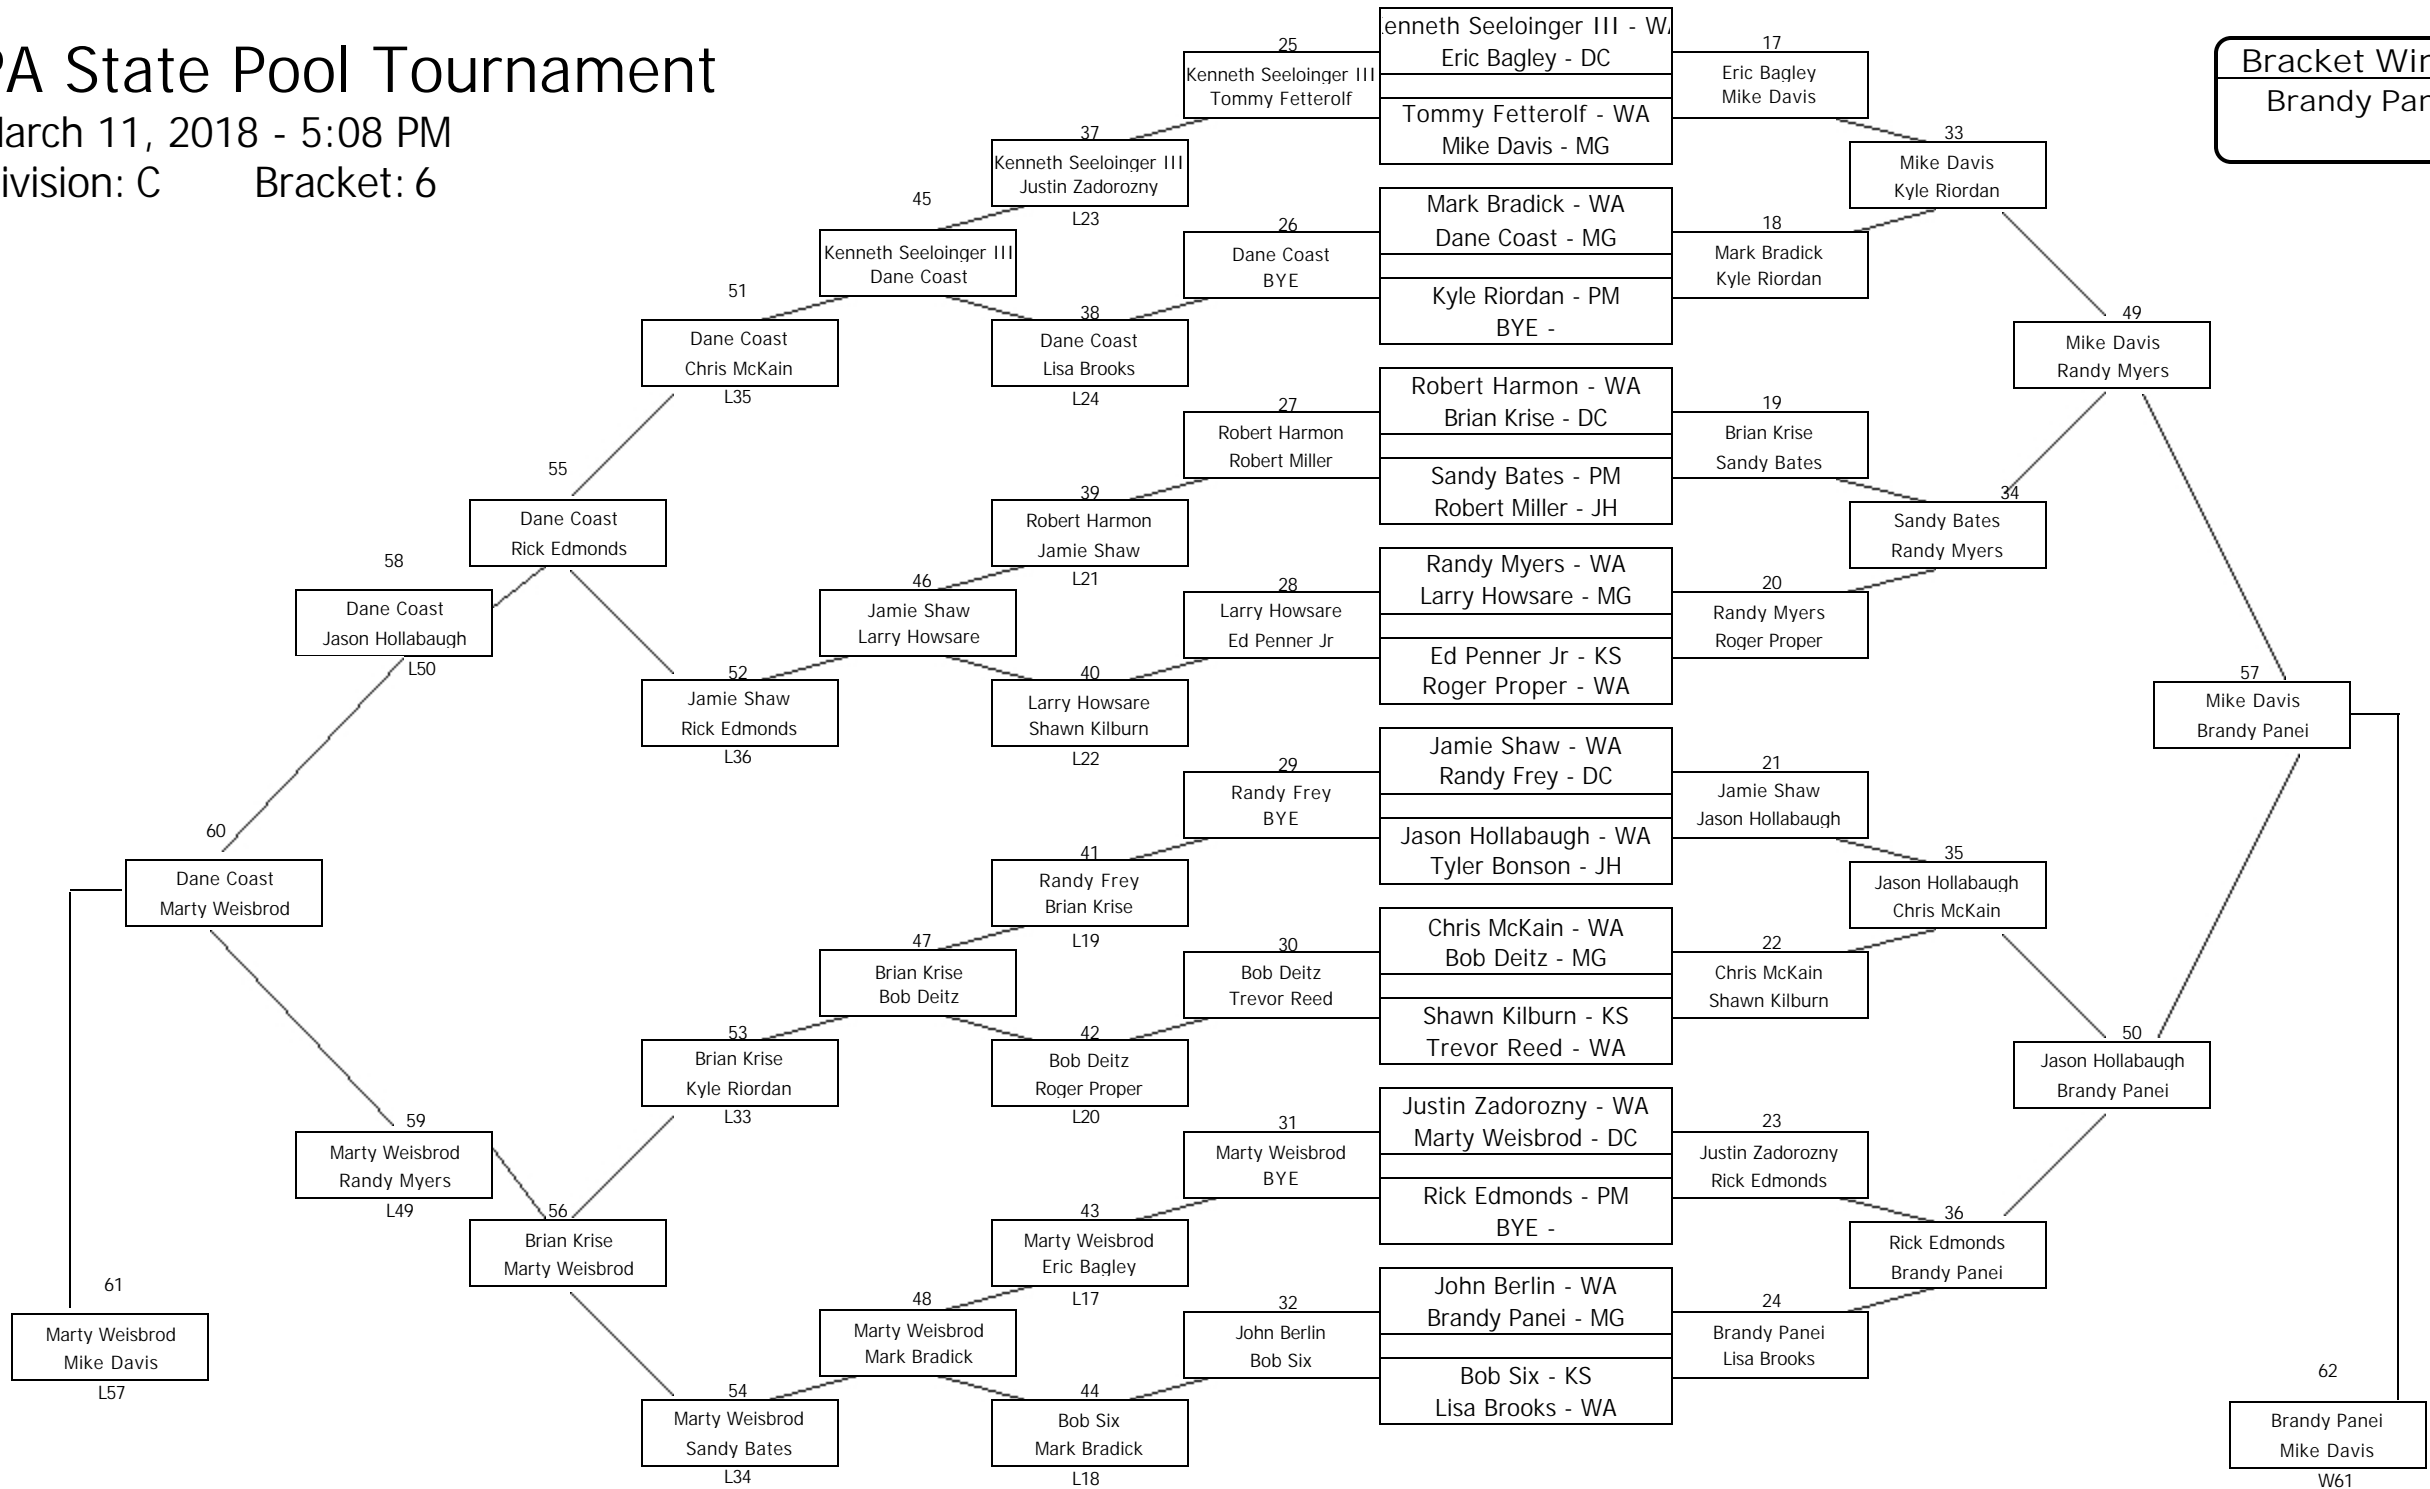 PA State Pool Tournament
March 11, 2018 - 5:08 PM
ivision: C Bracket: 6
Bracket Win
Brandy Pan
25
Kenneth Seeloinger III
Tommy Fetterolf
37
Kenneth Seeloinger III
Justin Zadorozny
L23
45
Kenneth Seeloinger III
Dane Coast
26
Dane Coast
BYE
51
Dane Coast
Chris McKain
L35
38
Dane Coast
Lisa Brooks
L24
27
Robert Harmon
Robert Miller
55
Dane Coast
Rick Edmonds
39
Robert Harmon
Jamie Shaw
L21
58
Dane Coast
Jason Hollabaugh
L50
46
Jamie Shaw
Larry Howsare
28
Larry Howsare
Ed Penner Jr
52
Jamie Shaw
Rick Edmonds
L36
40
Larry Howsare
Shawn Kilburn
L22
29
Randy Frey
BYE
60
Dane Coast
Marty Weisbrod
41
Randy Frey
Brian Krise
L19
47
Brian Krise
Bob Deitz
30
Bob Deitz
Trevor Reed
53
Brian Krise
Kyle Riordan
L33
42
Bob Deitz
Roger Proper
L20
59
Marty Weisbrod
Randy Myers
L49
31
Marty Weisbrod
BYE
56
Brian Krise
Marty Weisbrod
43
Marty Weisbrod
Eric Bagley
L17
61
Marty Weisbrod
Mike Davis
L57
48
Marty Weisbrod
Mark Bradick
32
John Berlin
Bob Six
54
Marty Weisbrod
Sandy Bates
L34
44
Bob Six
Mark Bradick
L18
enneth Seeloinger III - WA
Eric Bagley - DC
Tommy Fetterolf - WA
Mike Davis - MG
Mark Bradick - WA
Dane Coast - MG
Kyle Riordan - PM
BYE -
Robert Harmon - WA
Brian Krise - DC
Sandy Bates - PM
Robert Miller - JH
Randy Myers - WA
Larry Howsare - MG
Ed Penner Jr - KS
Roger Proper - WA
Jamie Shaw - WA
Randy Frey - DC
Jason Hollabaugh - WA
Tyler Bonson - JH
Chris McKain - WA
Bob Deitz - MG
Shawn Kilburn - KS
Trevor Reed - WA
Justin Zadorozny - WA
Marty Weisbrod - DC
Rick Edmonds - PM
BYE -
John Berlin - WA
Brandy Panei - MG
Bob Six - KS
Lisa Brooks - WA
17
Eric Bagley
Mike Davis
33
Mike Davis
Kyle Riordan
18
Mark Bradick
Kyle Riordan
49
Mike Davis
Randy Myers
19
Brian Krise
Sandy Bates
34
Sandy Bates
Randy Myers
20
Randy Myers
Roger Proper
57
Mike Davis
Brandy Panei
21
Jamie Shaw
Jason Hollabaugh
35
Jason Hollabaugh
Chris McKain
22
Chris McKain
Shawn Kilburn
50
Jason Hollabaugh
Brandy Panei
23
Justin Zadorozny
Rick Edmonds
36
Rick Edmonds
Brandy Panei
24
Brandy Panei
Lisa Brooks
62
Brandy Panei
Mike Davis
W61